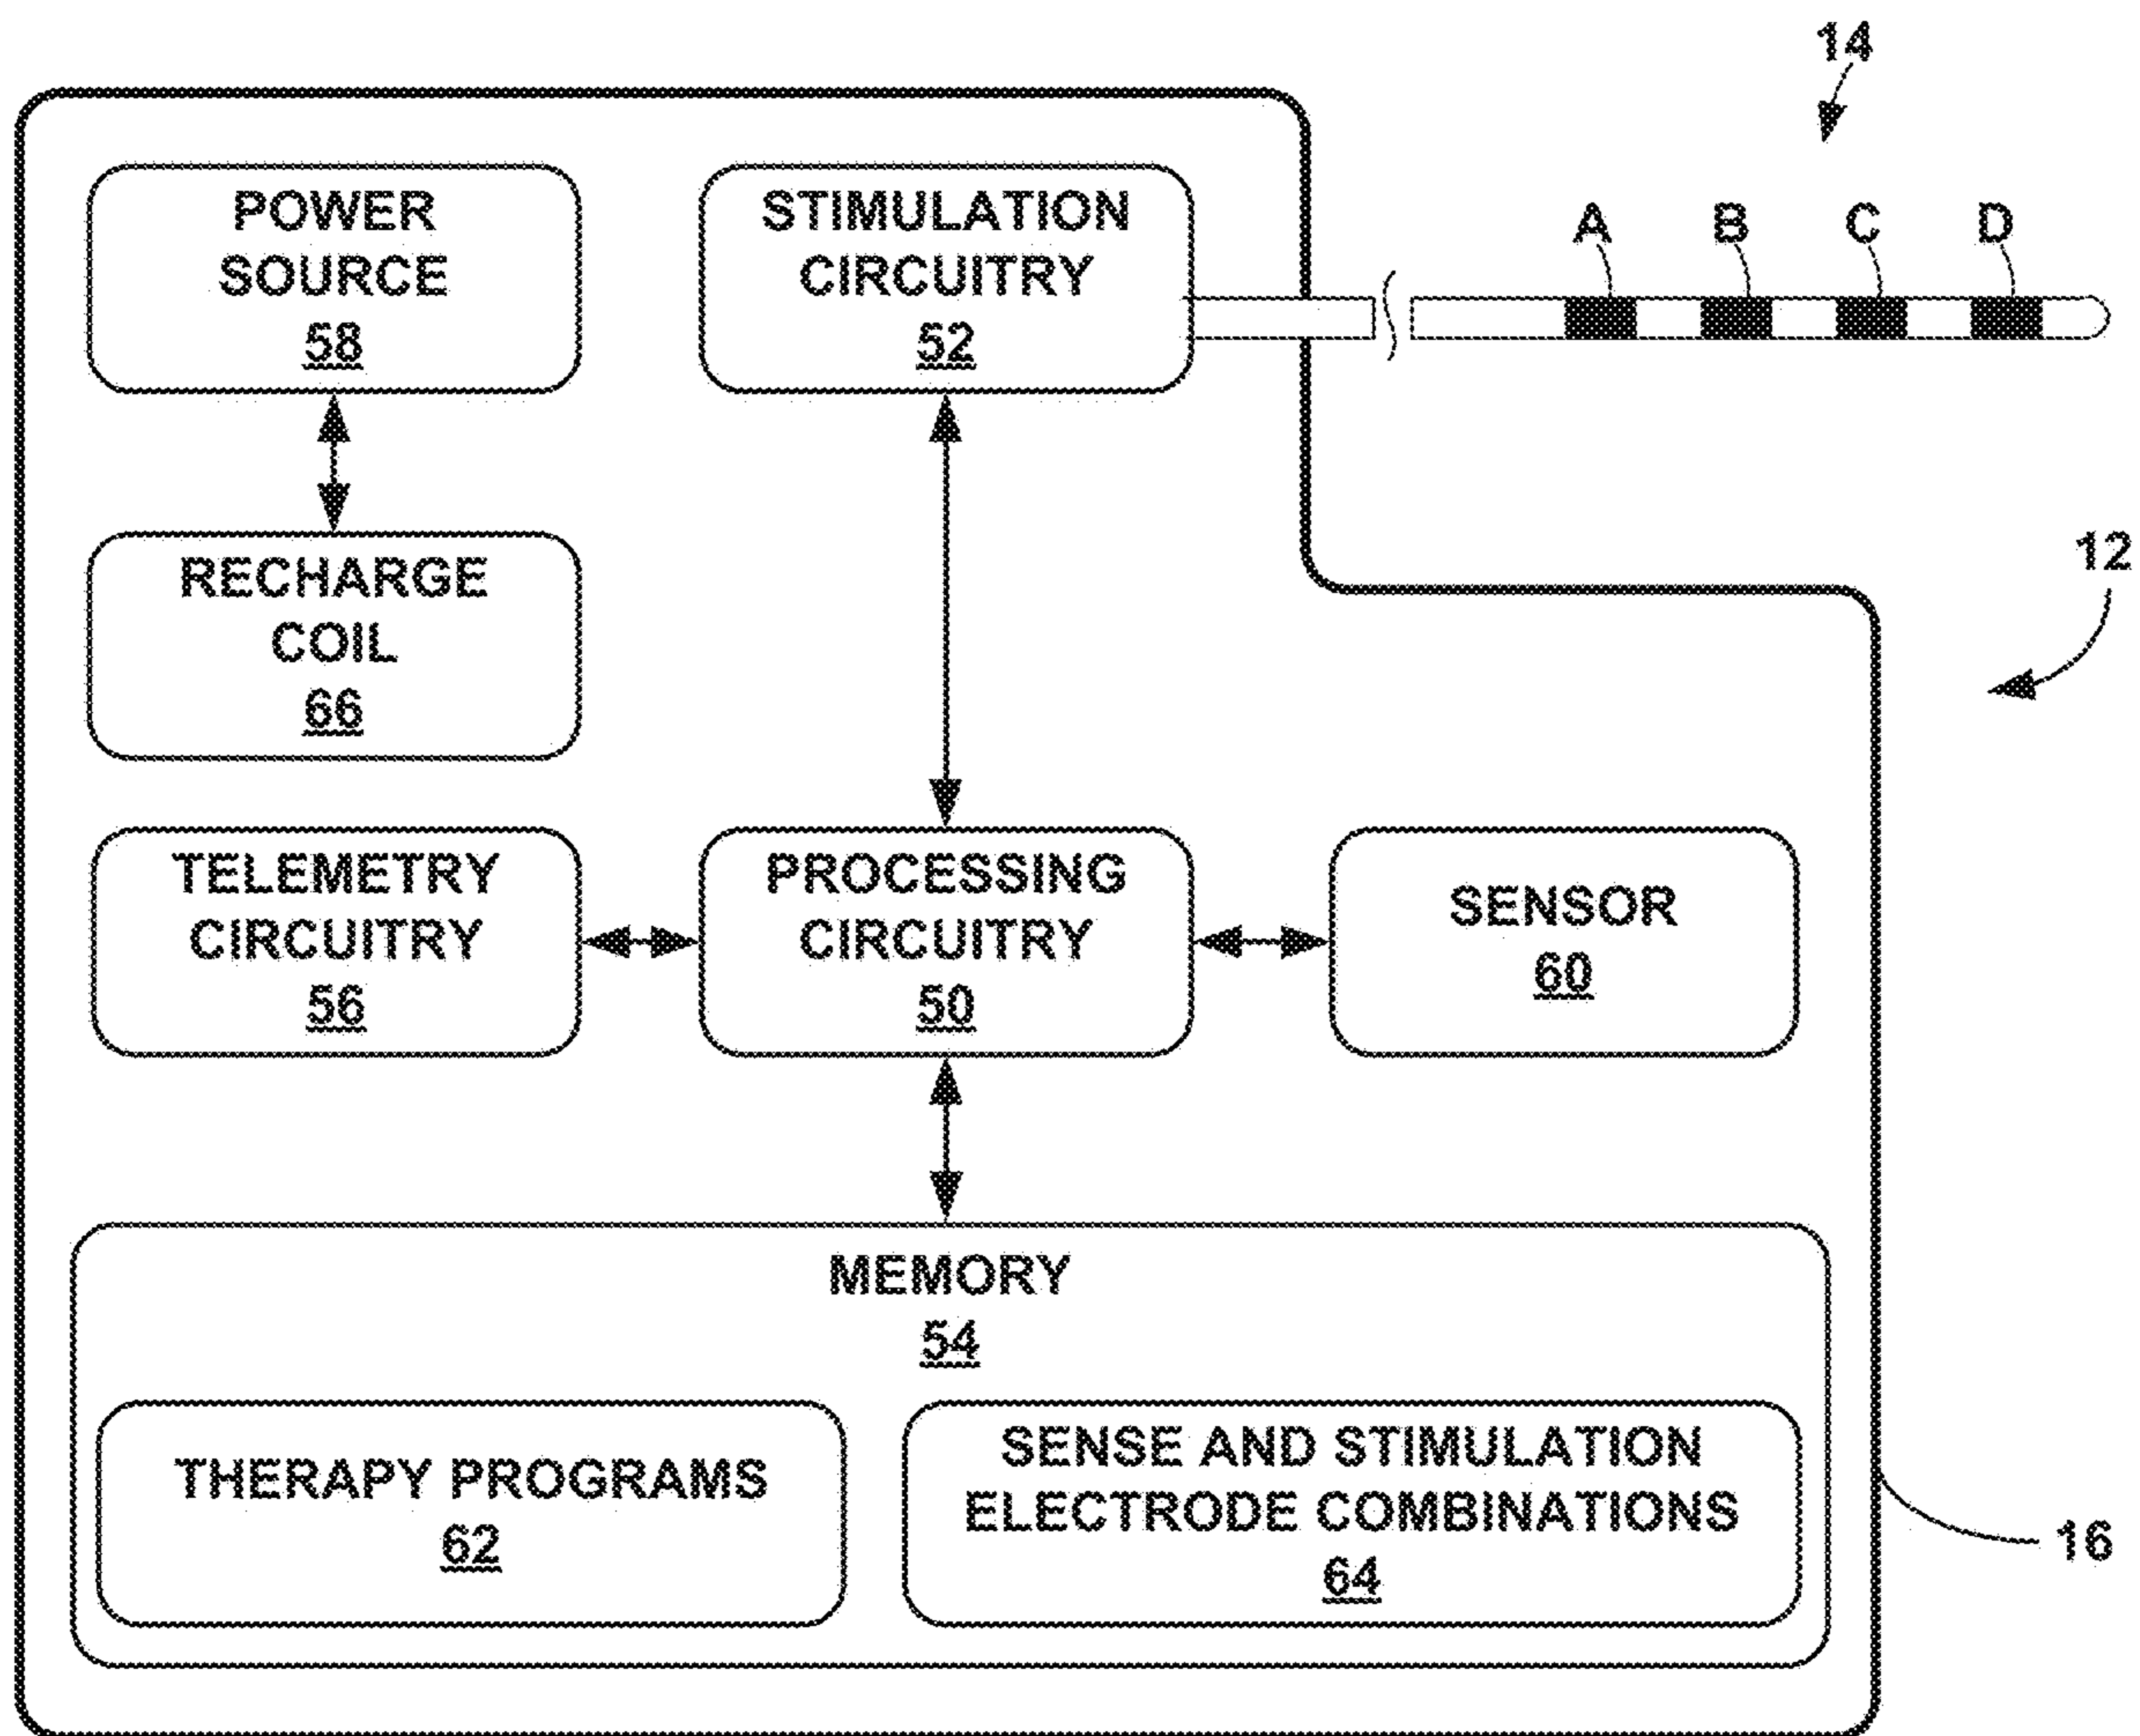 14
POWER
SOURCE
58
STIMULATION
CIRCUITRY
52
A B C D
RECHARGE
COIL
66
12
TELEMETRY
CIRCUITRY
56
PROCESSING
CIRCUITRY
50
SENSOR
60
MEMORY
54
THERAPY PROGRAMS
62
SENSE AND STIMULATION
ELECTRODE COMBINATIONS
64
16